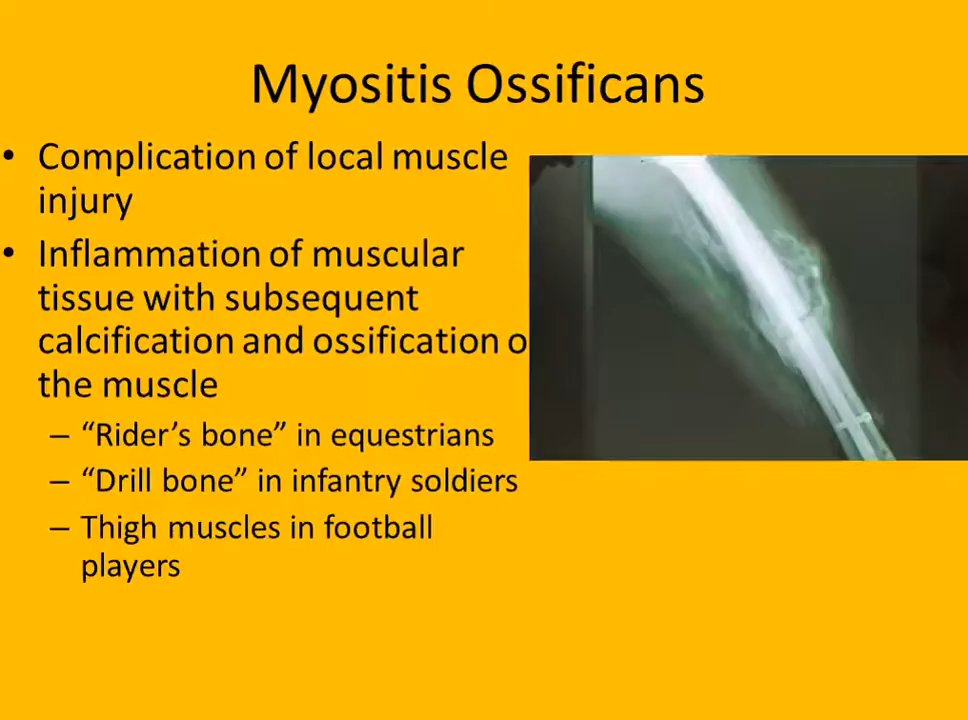 Myositis Ossificans
• Complication of local muscle
injury
• Inflammation of muscular
tissue with subsequent
calcification and ossification o
the muscle
– “Rider’s bone” in equestrians
– “Drill bone” in infantry soldiers
– Thigh muscles in football
players